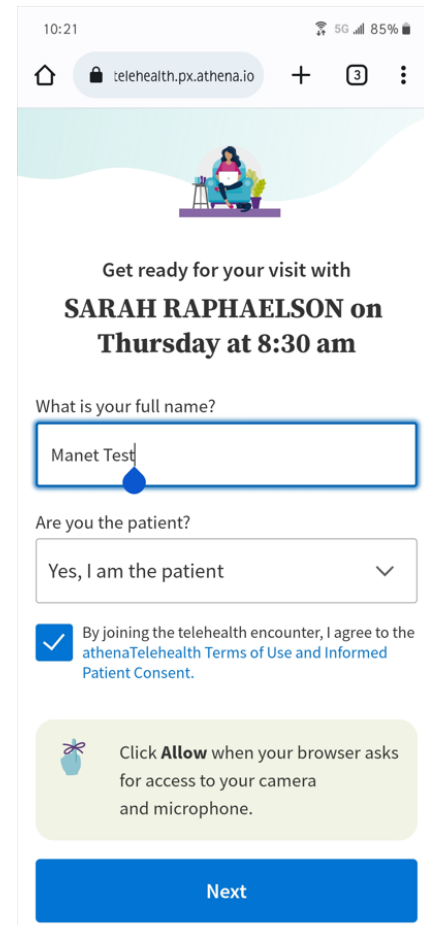 10:21 5G 85%
telehealth.px.athena.io 3
Get ready for your visit with
SARAH RAPHAELSON on
Thursday at 8:30 am
What is your full name?
Manet Test
Are you the patient?
Yes, I am the patient
By joining the telehealth encounter, I agree to the
athenaTelehealth Terms of Use and Informed
Patient Consent.
Click Allow when your browser asks
for access to your camera
and microphone.
Next